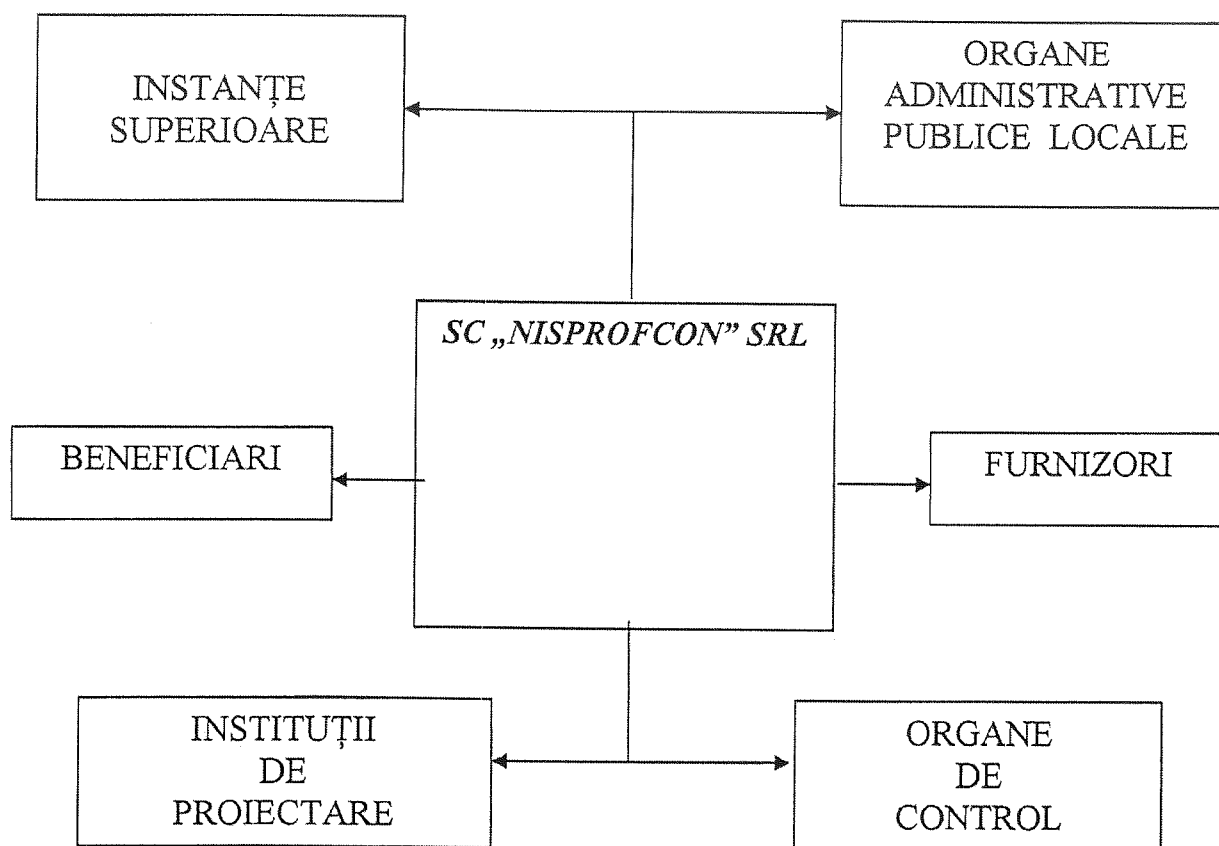 INSTANȚE
SUPERIOARE
ORGANE
ADMINISTRATIVE
PUBLICE LOCALE
SC „NISPROFCON” SRL
BENEFICIARI
FURNIZORI
INSTITUȚII
DE
PROIECTARE
ORGANE
DE
CONTROL